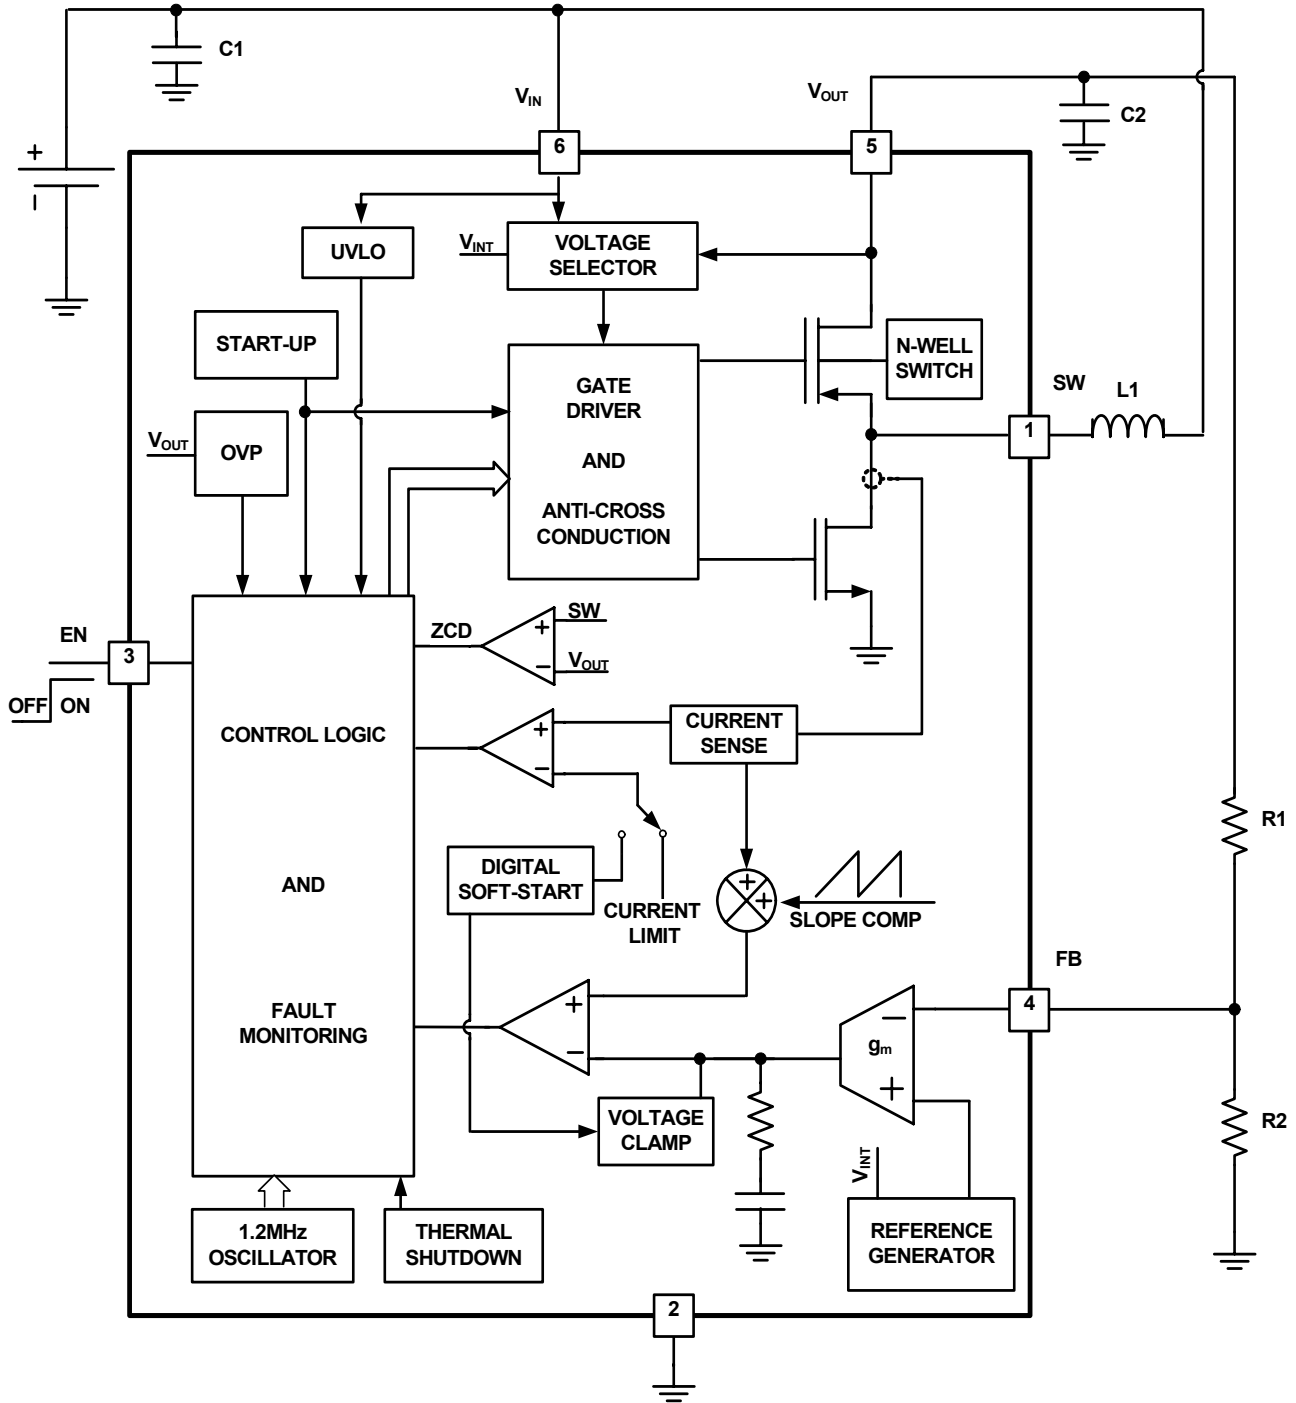 C1
VIN
VOUT
C2
6
5
+
−
UVLO
VINT
VOLTAGE
SELECTOR
START-UP
N-WELL
SWITCH
GATE
DRIVER
AND
ANTI-CROSS
CONDUCTION
SW
L1
1
VOUT
OVP
EN
3
OFF
ON
ZCD
+
−
SW
VOUT
CONTROL LOGIC
AND
FAULT
MONITORING
+
−
CURRENT
SENSE
R1
DIGITAL
SOFT-START
CURRENT
LIMIT
+
+
SLOPE COMP
FB
4
+
−
−
gm
+
VOLTAGE
CLAMP
R2
VINT
1.2MHz
OSCILLATOR
THERMAL
SHUTDOWN
REFERENCE
GENERATOR
2